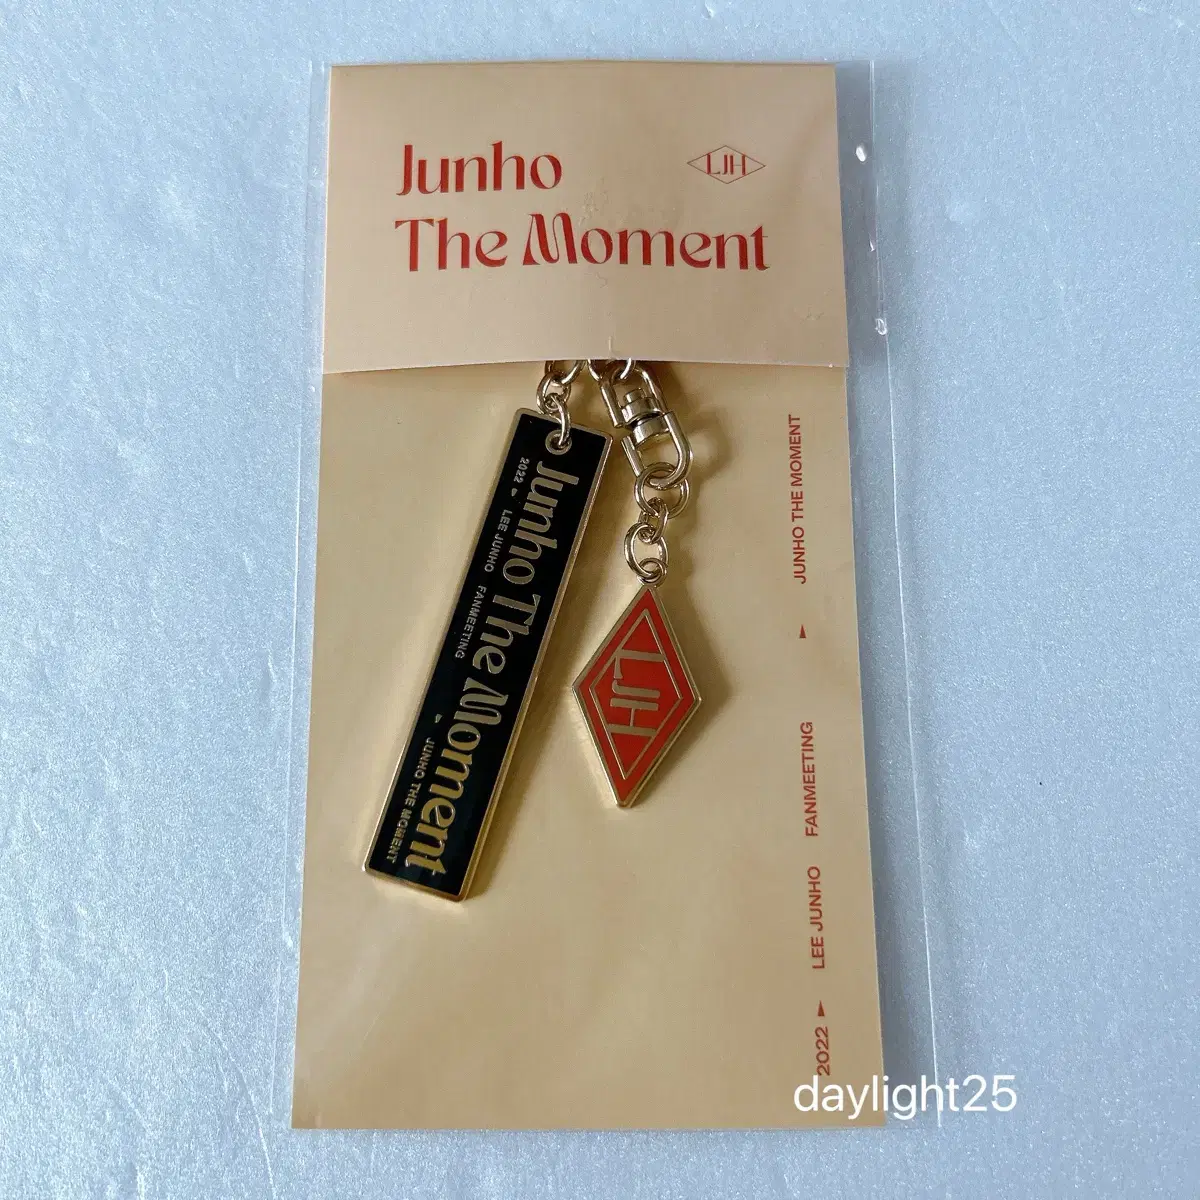 Junho
The Moment
LJH
Junho The Moment
2022 ▶ LEE JUNHO FANMEETING ▶ JUNHO THE MOMENT
LJH
2022 ▶ LEE JUNHO FANMEETING ▶ JUNHO THE MOMENT
daylight25